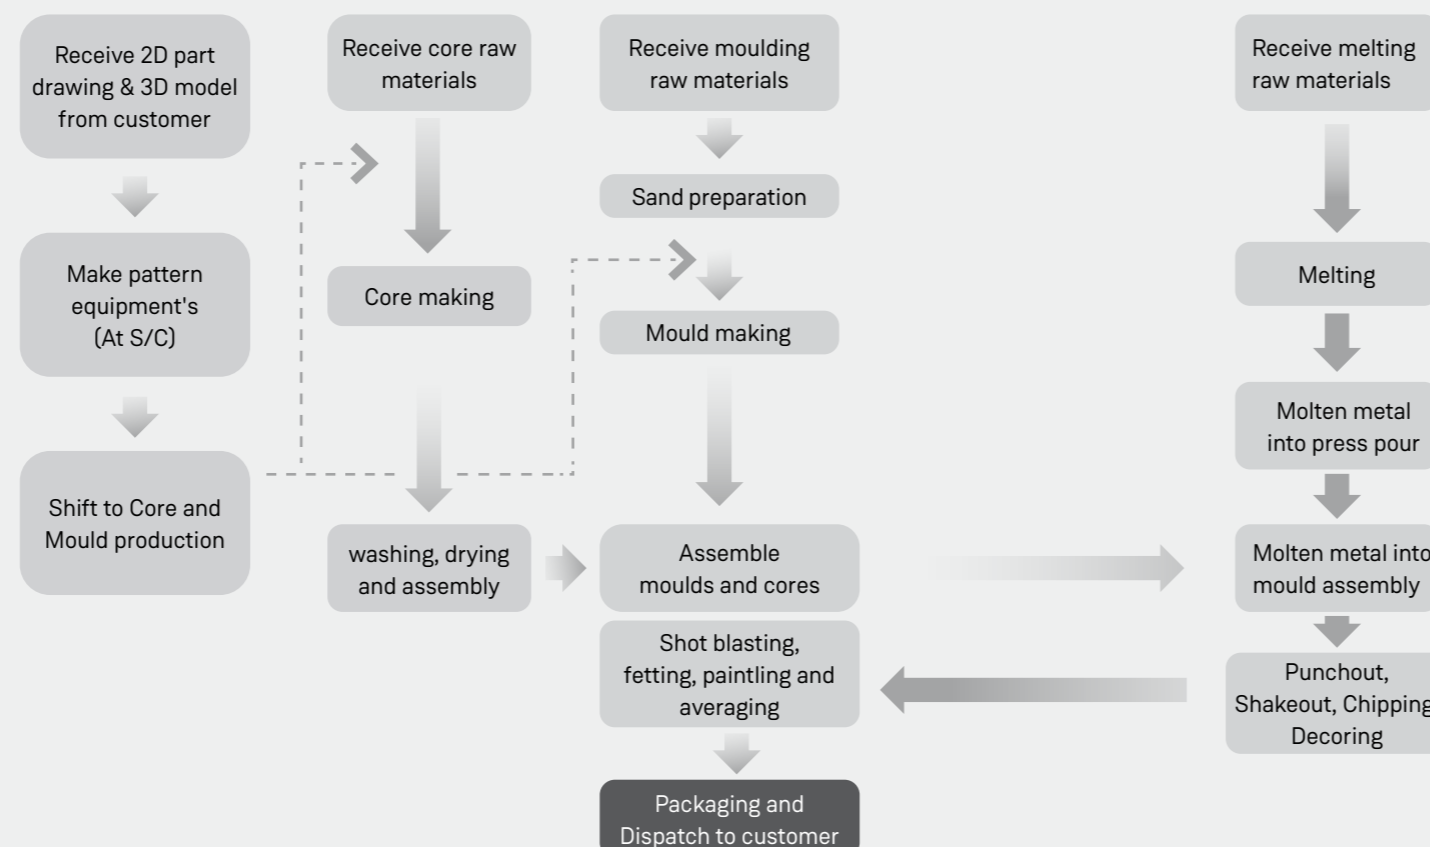 Receive 2D part
drawing & 3D model
from customer
Make pattern
equipment's
(At S/C)
Shift to Core and
Mould production
Receive core raw
materials
Core making
washing, drying
and assembly
Receive moulding
raw materials
Sand preparation
Mould making
Assemble
moulds and cores
Shot blasting,
fetting, paintling and
averaging
Packaging and
Dispatch to customer
Receive melting
raw materials
Melting
Molten metal
into press pour
Molten metal into
mould assembly
Punchout,
Shakeout, Chipping
Decoring